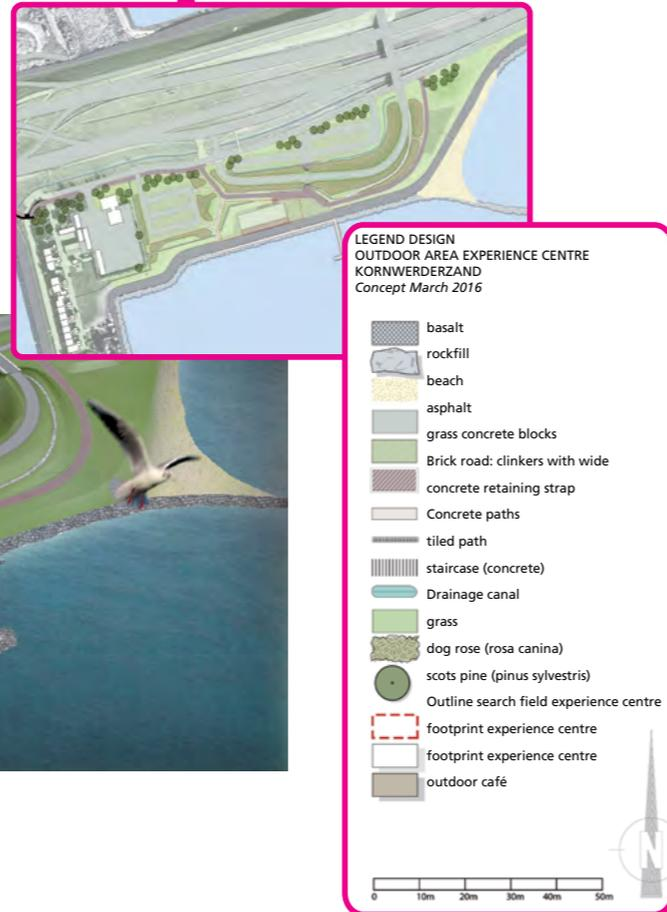 LEGEND DESIGN
OUTDOOR AREA EXPERIENCE CENTRE
KORNWERDERZAND
Concept March 2016
basalt
rockfill
beach
asphalt
grass concrete blocks
Brick road: clinkers with wide
concrete retaining strap
Concrete paths
tiled path
staircase (concrete)
Drainage canal
grass
dog rose (rosa canina)
scots pine (pinus sylvestris)
Outline search field experience centre
footprint experience centre
footprint experience centre
outdoor café
N
0 10m 20m 30m 40m 50m